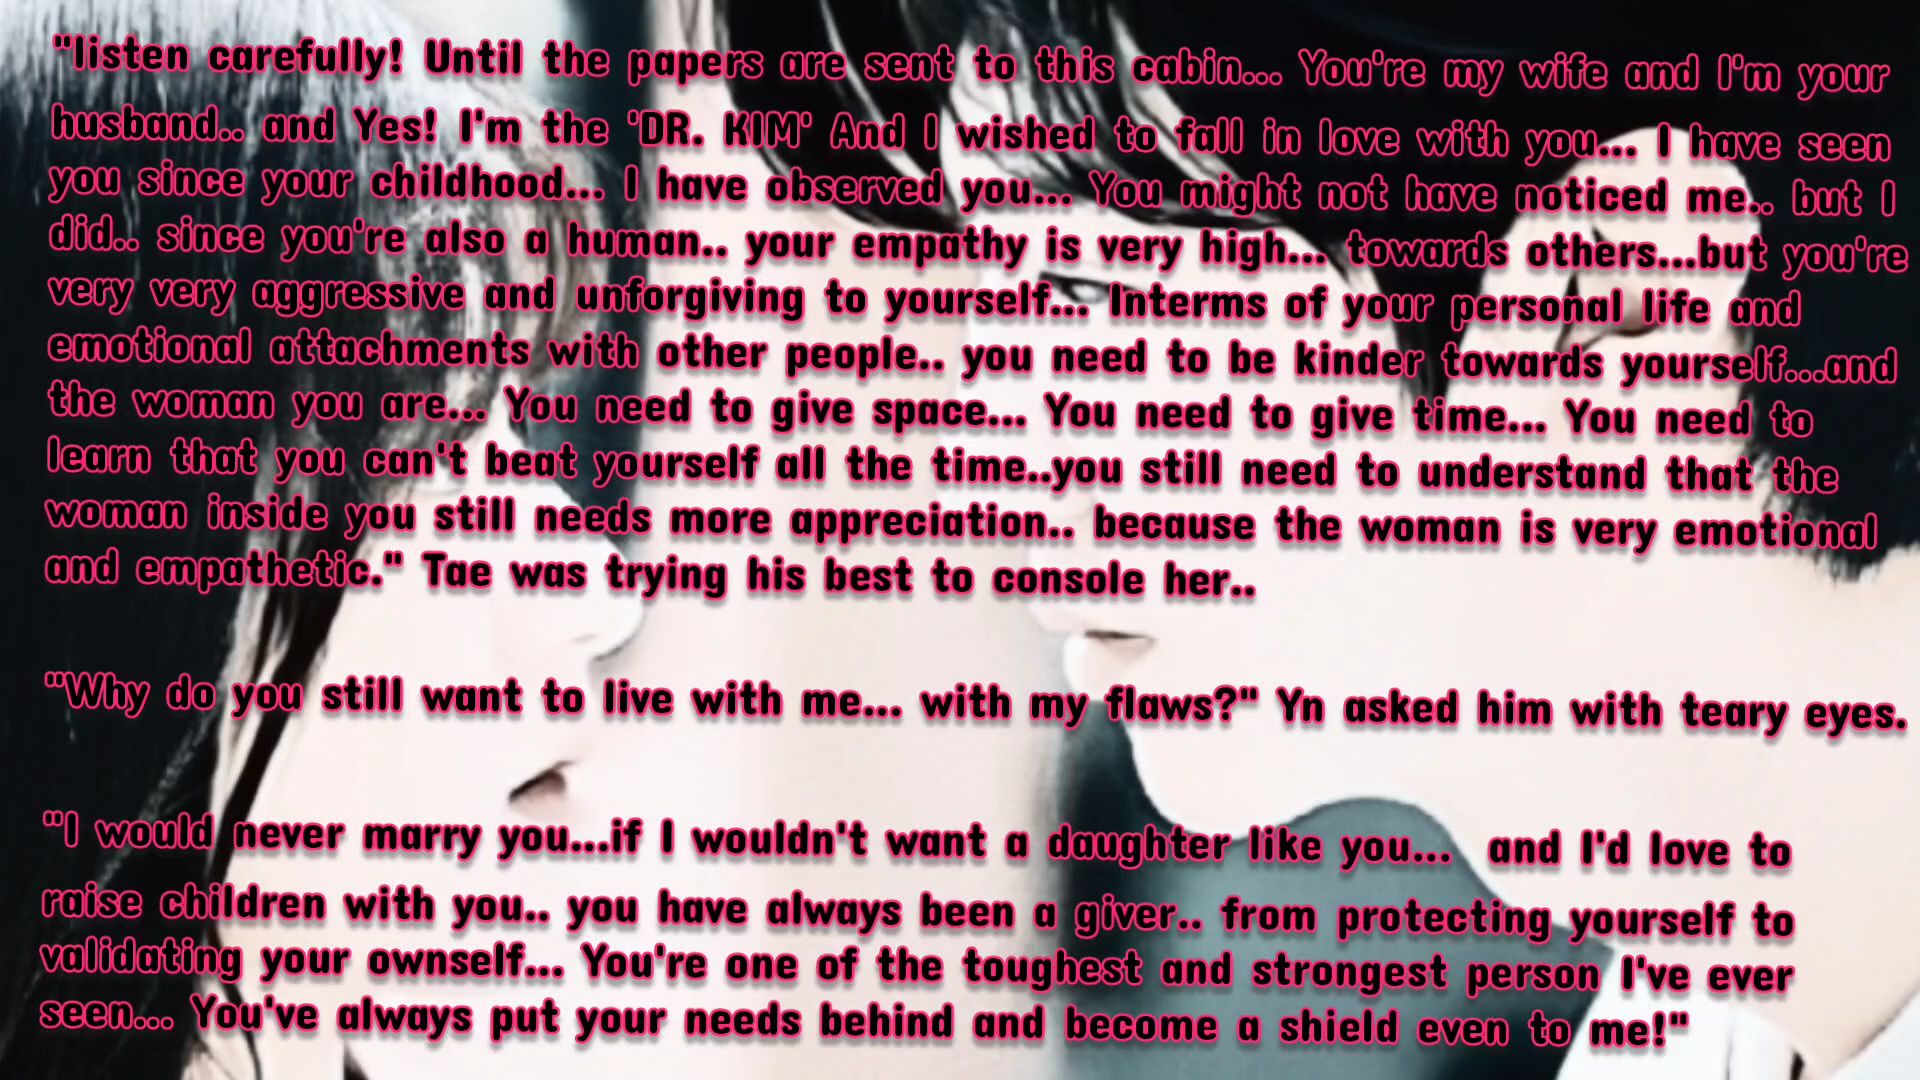 "listen carefully! Until the papers are sent to this cabin... You're my wife and I'm your
husband.. and Yes! I'm the 'DR. KIM' And I wished to fall in love with you... I have seen
you since your childhood... I have observed you... You might not have noticed me.. but I
did.. since you're also a human.. your empathy is very high... towards others...but you're
very very aggressive and unforgiving to yourself... Interms of your personal life and
emotional attachments with other people.. you need to be kinder towards yourself...and
the woman you are... You need to give space... You need to give time... You need to
learn that you can't beat yourself all the time..you still need to understand that the
woman inside you still needs more appreciation.. because the woman is very emotional
and empathetic." Tae was trying his best to console her..
"Why do you still want to live with me... with my flaws?" Yn asked him with teary eyes.
"I would never marry you...if I wouldn't want a daughter like you... and I'd love to
raise children with you.. you have always been a giver.. from protecting yourself to
validating your ownself... You're one of the toughest and strongest person I've ever
seen... You've always put your needs behind and become a shield even to me!"